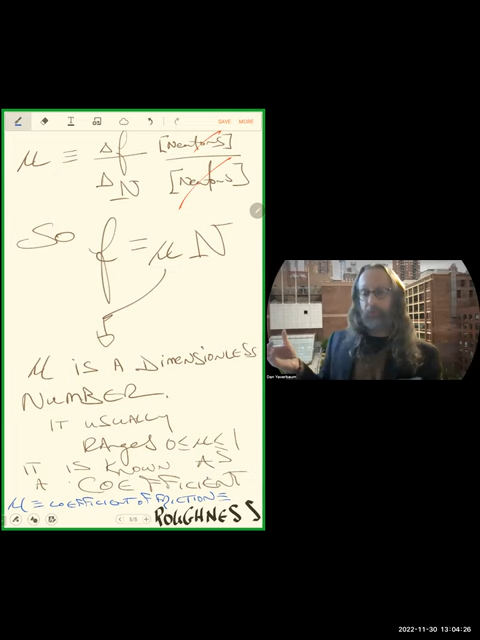 SAVE MORE
μ ≡ Δf / ΔN [Newtons] / [Newtons]
So f = μN
μ IS A DIMENSIONLESS
NUMBER.
IT USUALLY
RANGES 0≤μ≤1
IT IS KNOWN AS
A COEFFICIENT
μ ≡ COEFFICIENT OF FRICTION ≡
ROUGHNESS
Dan Yaverbaum
2022-11-30 13:04:26